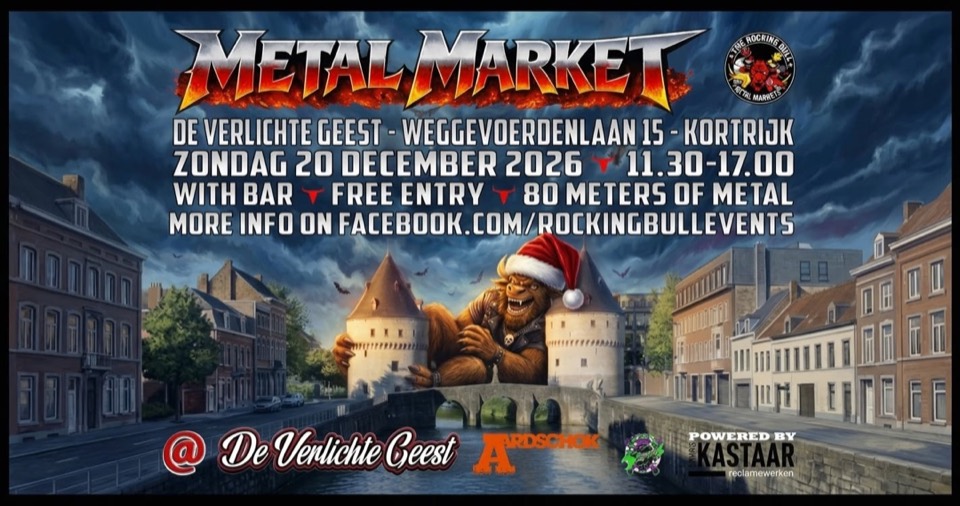 METAL MARKET
THE ROCKING BULL
METAL MARKETS
DE VERLICHTE GEEST - WEGGEVOERDENLAAN 15 - KORTRIJK
ZONDAG 20 DECEMBER 2026 11.30-17.00
WITH BAR FREE ENTRY 80 METERS OF METAL
MORE INFO ON FACEBOOK.COM/ROCKINGBULLEVENTS
@ De Verlichte Geest
AARDSCHOK
POWERED BY
KASTAAR
reclamewerken